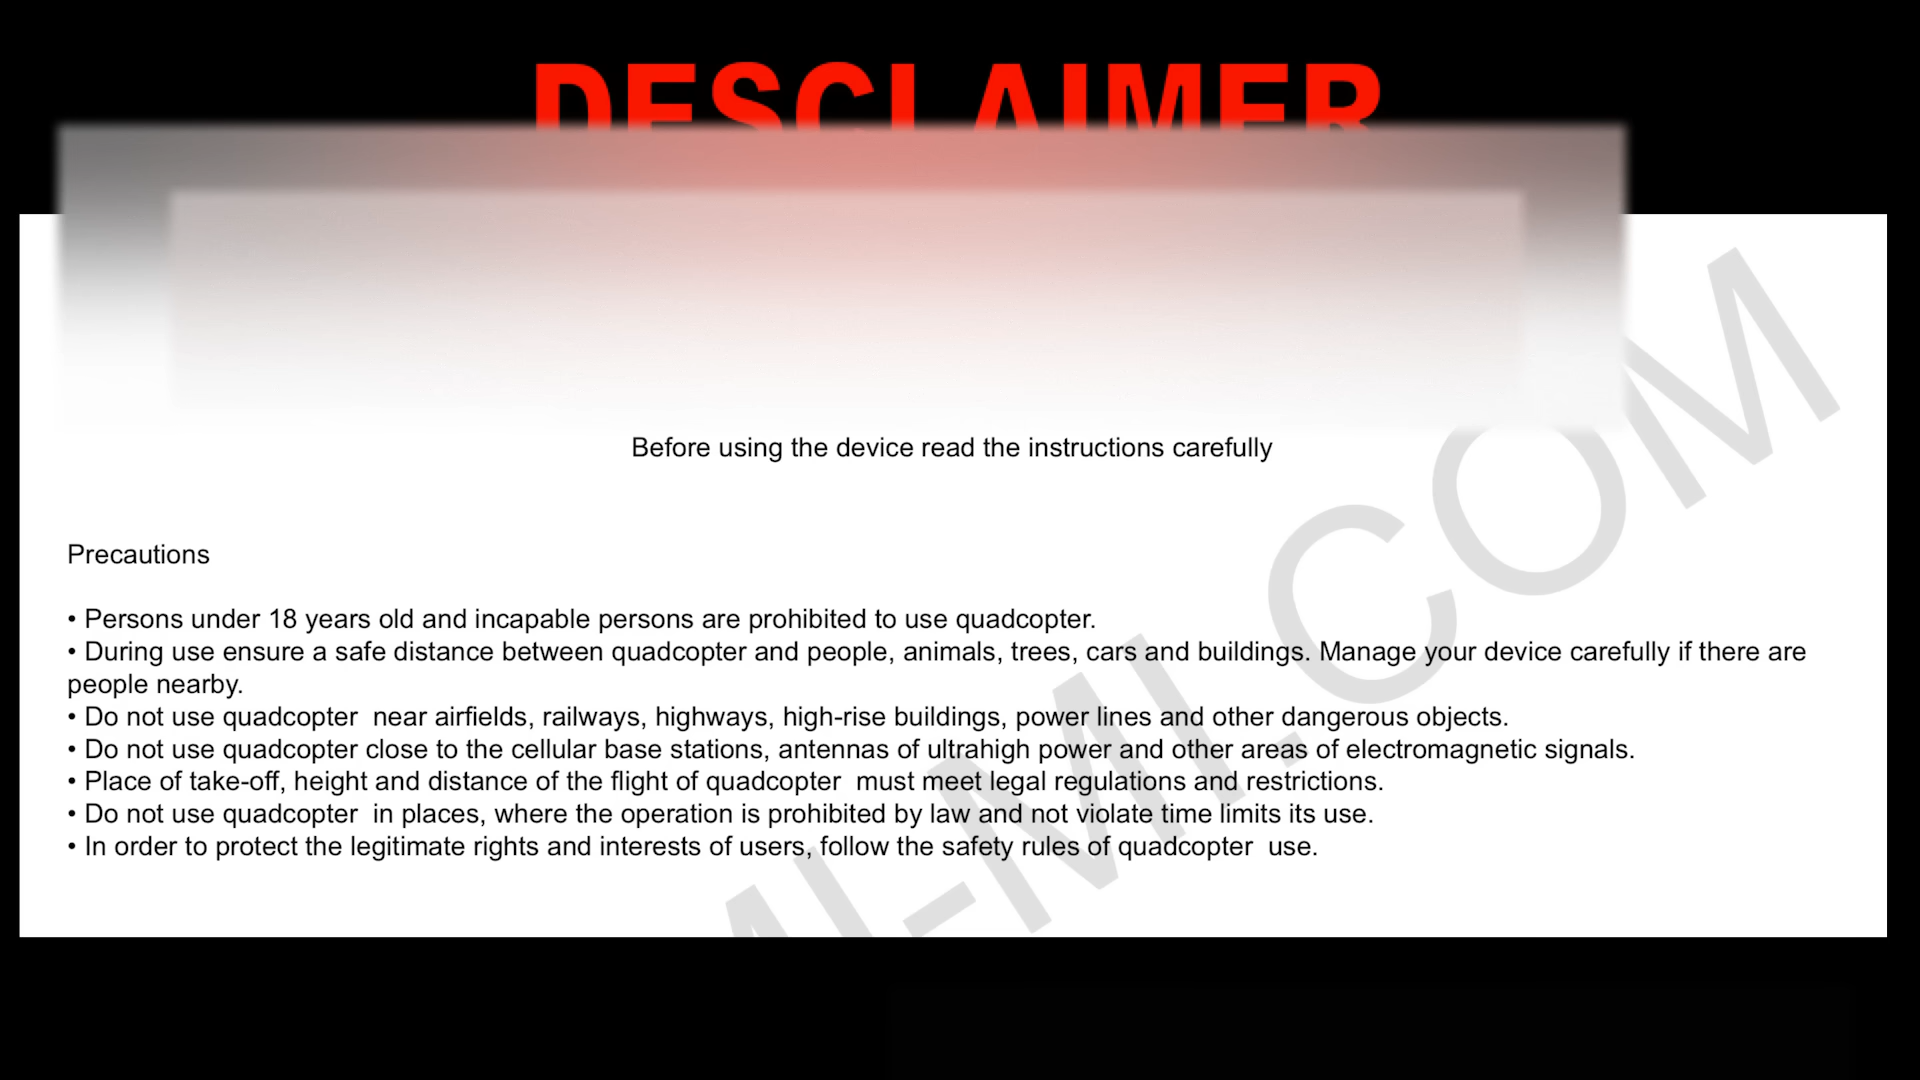 DESCLAIMER
Before using the device read the instructions carefully
Precautions
• Persons under 18 years old and incapable persons are prohibited to use quadcopter.
• During use ensure a safe distance between quadcopter and people, animals, trees, cars and buildings. Manage your device carefully if there are
people nearby.
• Do not use quadcopter  near airfields, railways, highways, high-rise buildings, power lines and other dangerous objects.
• Do not use quadcopter close to the cellular base stations, antennas of ultrahigh power and other areas of electromagnetic signals.
• Place of take-off, height and distance of the flight of quadcopter  must meet legal regulations and restrictions.
• Do not use quadcopter  in places, where the operation is prohibited by law and not violate time limits its use.
• In order to protect the legitimate rights and interests of users, follow the safety rules of quadcopter  use.
MI-MI.COM